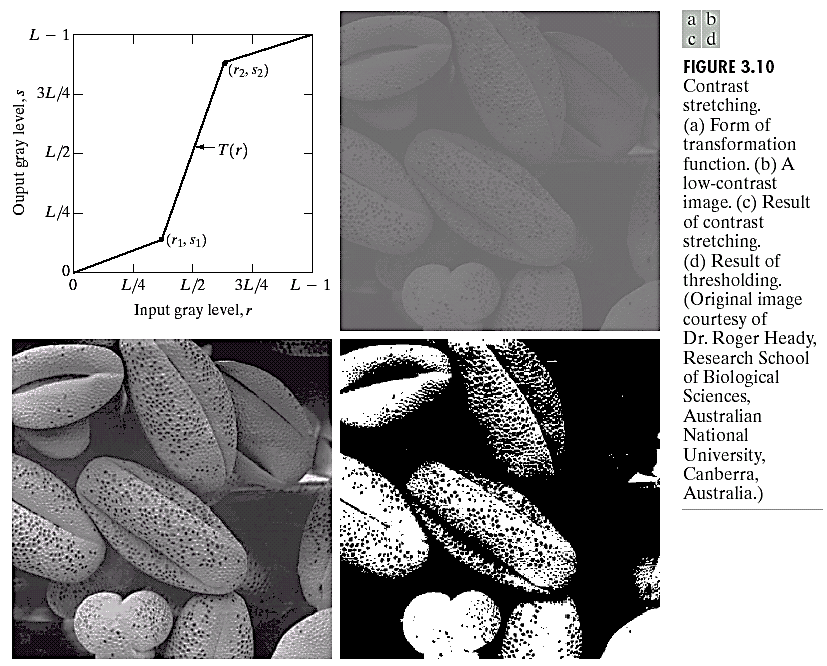 L − 1
3L/4
L/2
L/4
0
Ouput gray level, s
(r₂, s₂)
T(r)
(r₁, s₁)
0 L/4 L/2 3L/4 L − 1
Input gray level, r
a b
c d
FIGURE 3.10
Contrast
stretching.
(a) Form of
transformation
function. (b) A
low-contrast
image. (c) Result
of contrast
stretching.
(d) Result of
thresholding.
(Original image
courtesy of
Dr. Roger Heady,
Research School
of Biological
Sciences,
Australian
National
University,
Canberra,
Australia.)